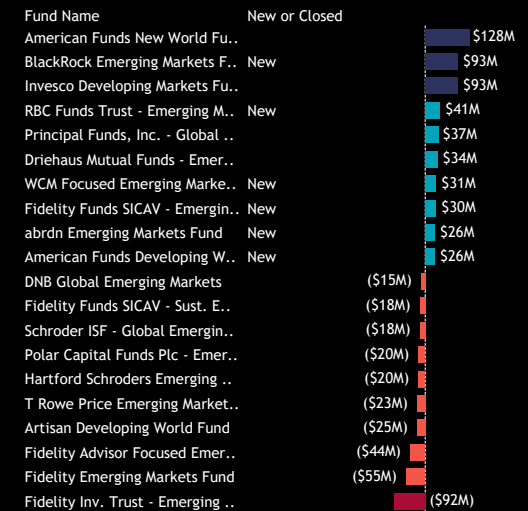 Fund Name New or Closed
American Funds New World Fu.. $128M
BlackRock Emerging Markets F.. New $93M
Invesco Developing Markets Fu.. $93M
RBC Funds Trust - Emerging M.. New $41M
Principal Funds, Inc. - Global .. $37M
Driehaus Mutual Funds - Emer.. $34M
WCM Focused Emerging Marke.. New $31M
Fidelity Funds SICAV - Emergin.. New $30M
abrdn Emerging Markets Fund New $26M
American Funds Developing W.. New $26M
DNB Global Emerging Markets ($15M)
Fidelity Funds SICAV - Sust. E.. ($18M)
Schroder ISF - Global Emergin.. ($18M)
Polar Capital Funds Plc - Emer.. ($20M)
Hartford Schroders Emerging .. ($20M)
T Rowe Price Emerging Market.. ($23M)
Artisan Developing World Fund ($25M)
Fidelity Advisor Focused Emer.. ($44M)
Fidelity Emerging Markets Fund ($55M)
Fidelity Inv. Trust - Emerging .. ($92M)